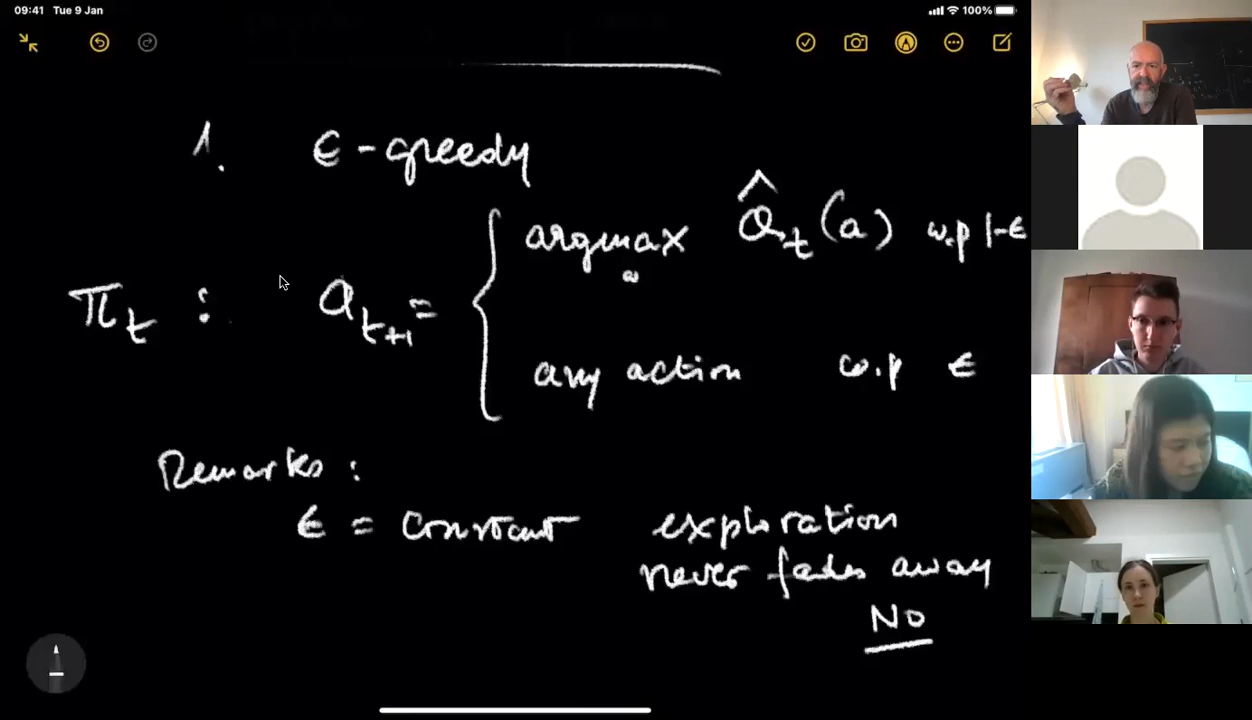 09:41 Tue 9 Jan
100%
1. ϵ-greedy
argmax Q̂_t(a) w.p 1-ϵ
a
π_t : a_{t+1} =
any action w.p ϵ
Remarks :
ϵ = constant exploration
never fades away
No